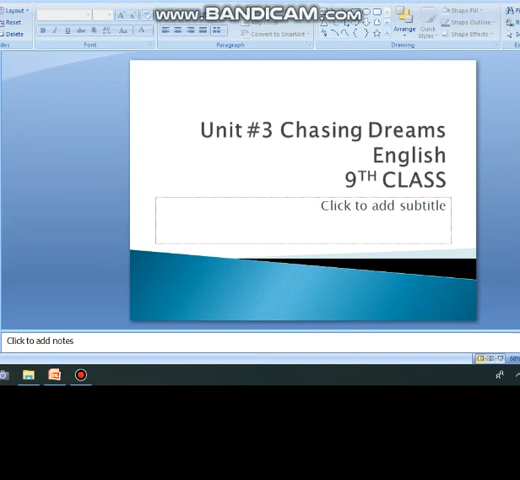 www.BANDICAM.com
Layout
Reset
Delete
Font
Paragraph
Convert to SmartArt
Arrange
Quick
Styles
Shape Fill
Shape Outline
Shape Effects
Drawing
Unit #3 Chasing Dreams
English
9TH CLASS
Click to add subtitle
Click to add notes